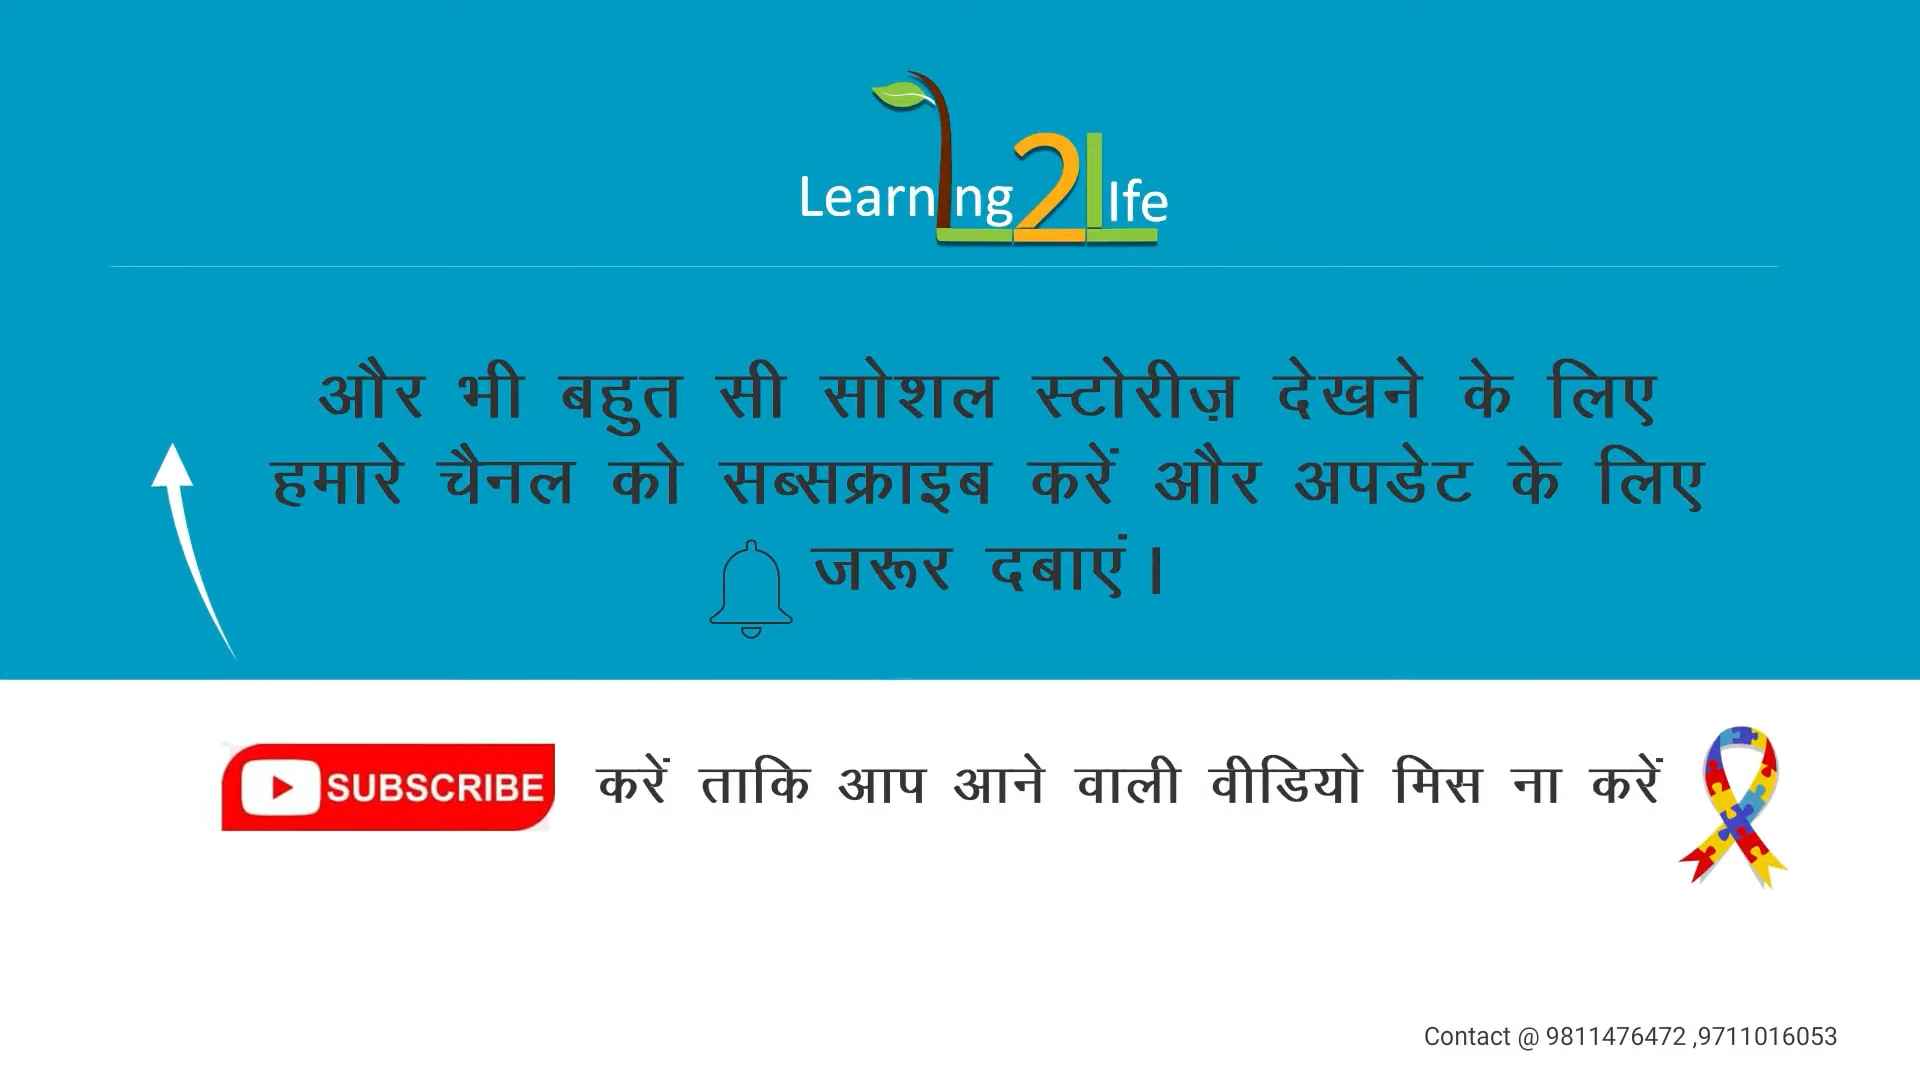 Learning2lIfe
और भी बहुत सी सोशल स्टोरीज़ देखने के लिए
हमारे चैनल को सब्सक्राइब करें और अपडेट के लिए
जरूर दबाएं।
SUBSCRIBE करें ताकि आप आने वाली वीडियो मिस ना करें
Contact @ 9811476472 ,9711016053